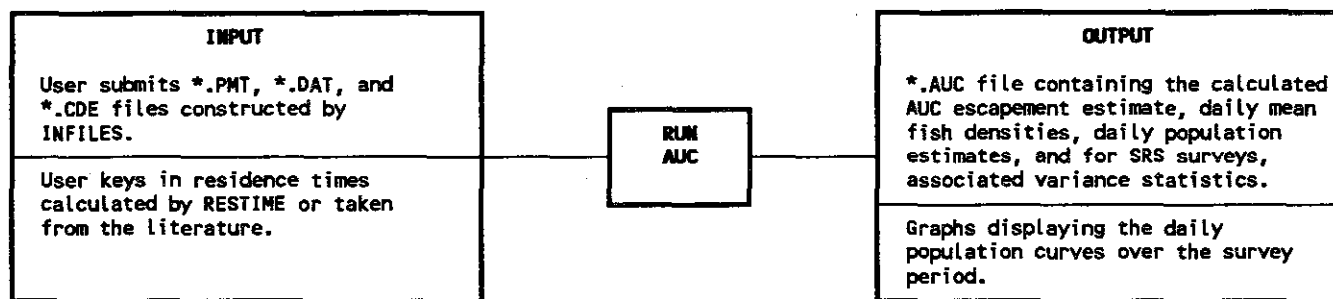 INPUT
User submits *.PMT, *.DAT, and
*.CDE files constructed by
INFILES.
User keys in residence times
calculated by RESTIME or taken
from the literature.
RUN
AUC
OUTPUT
*.AUC file containing the calculated
AUC escapement estimate, daily mean
fish densities, daily population
estimates, and for SRS surveys,
associated variance statistics.
Graphs displaying the daily
population curves over the survey
period.